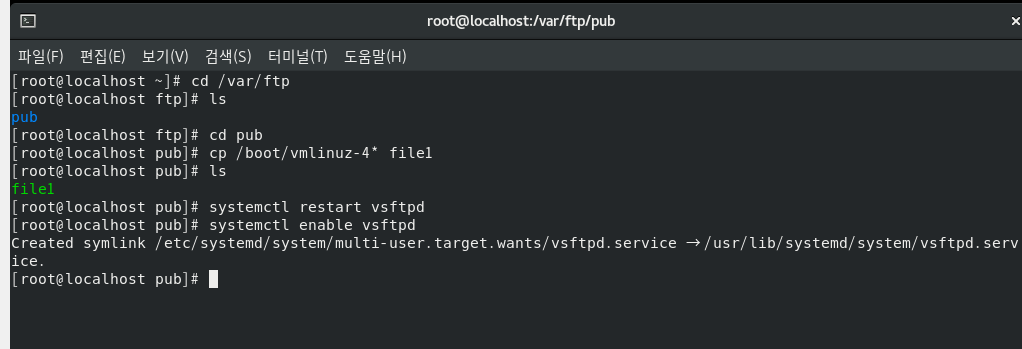 root@localhost:/var/ftp/pub
파일(F) 편집(E) 보기(V) 검색(S) 터미널(T) 도움말(H)
[root@localhost ~]# cd /var/ftp
[root@localhost ftp]# ls
pub
[root@localhost ftp]# cd pub
[root@localhost pub]# cp /boot/vmlinuz-4* file1
[root@localhost pub]# ls
file1
[root@localhost pub]# systemctl restart vsftpd
[root@localhost pub]# systemctl enable vsftpd
Created symlink /etc/systemd/system/multi-user.target.wants/vsftpd.service → /usr/lib/systemd/system/vsftpd.serv
ice.
[root@localhost pub]#